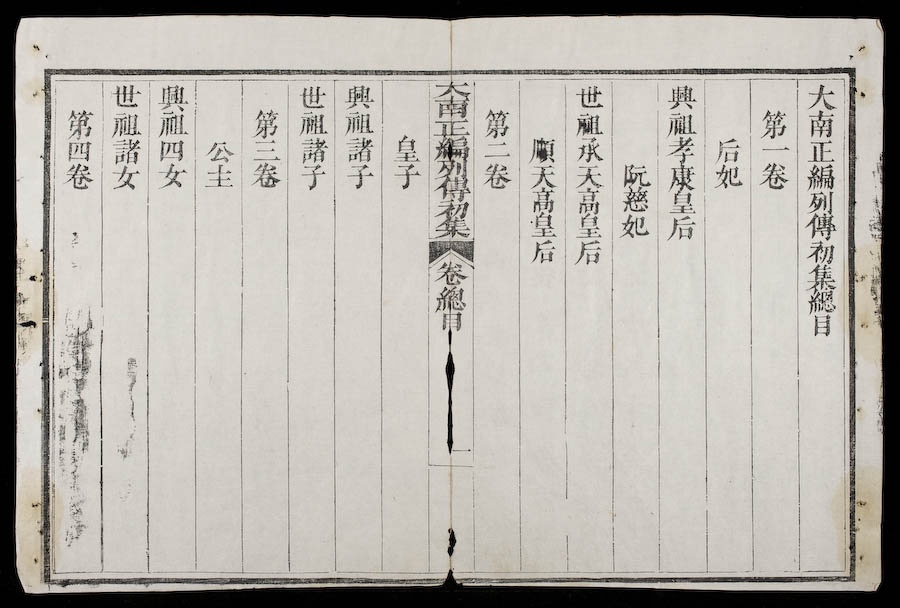 大南正編列傳初集總目
第一卷
后妃
興祖孝康皇后
阮慈妃
世祖承天高皇后
順天高皇后
第二卷
大南正編列傳初集
卷總目
一
皇子
興祖諸子
世祖諸子
第三卷
公主
興祖四女
世祖諸女
第四卷